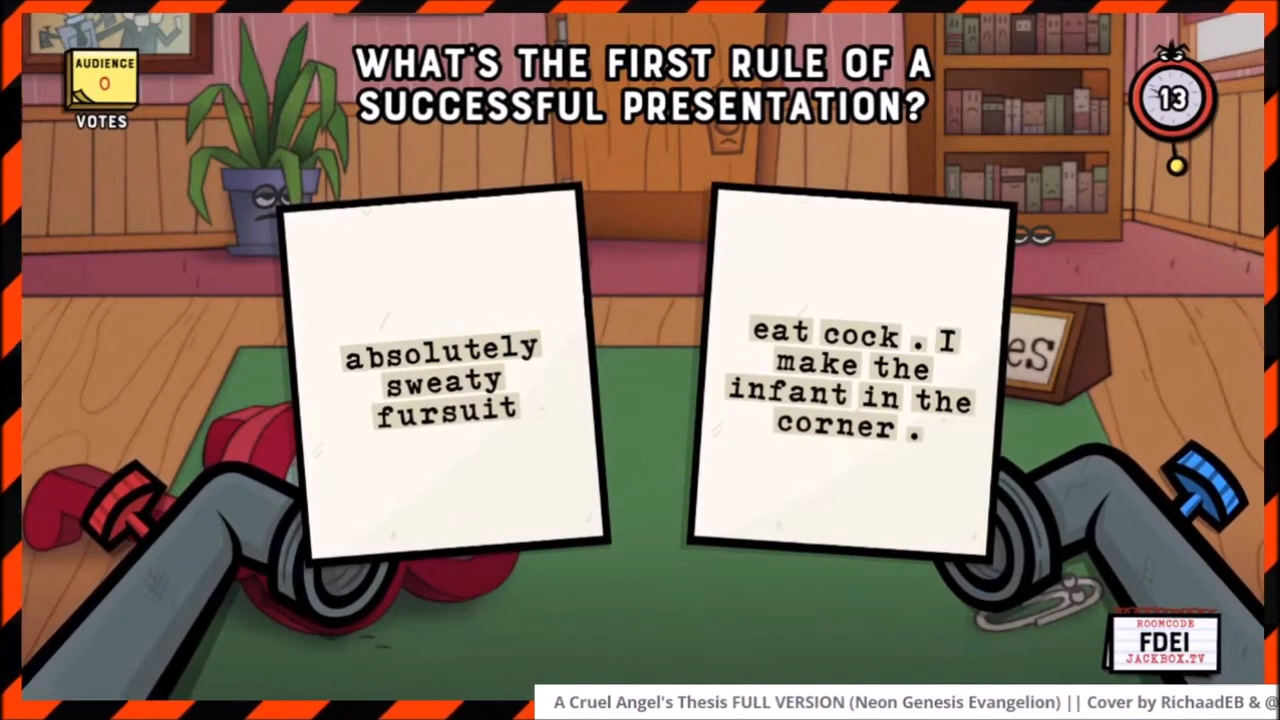 AUDIENCE
0
VOTES
WHAT'S THE FIRST RULE OF A
SUCCESSFUL PRESENTATION?
13
absolutely
sweaty
fursuit
eat cock . I
make the
infant in the
corner .
es
ROOMCODE
FDEI
JACKBOX.TV
A Cruel Angel's Thesis FULL VERSION (Neon Genesis Evangelion) || Cover by RichaadEB & @